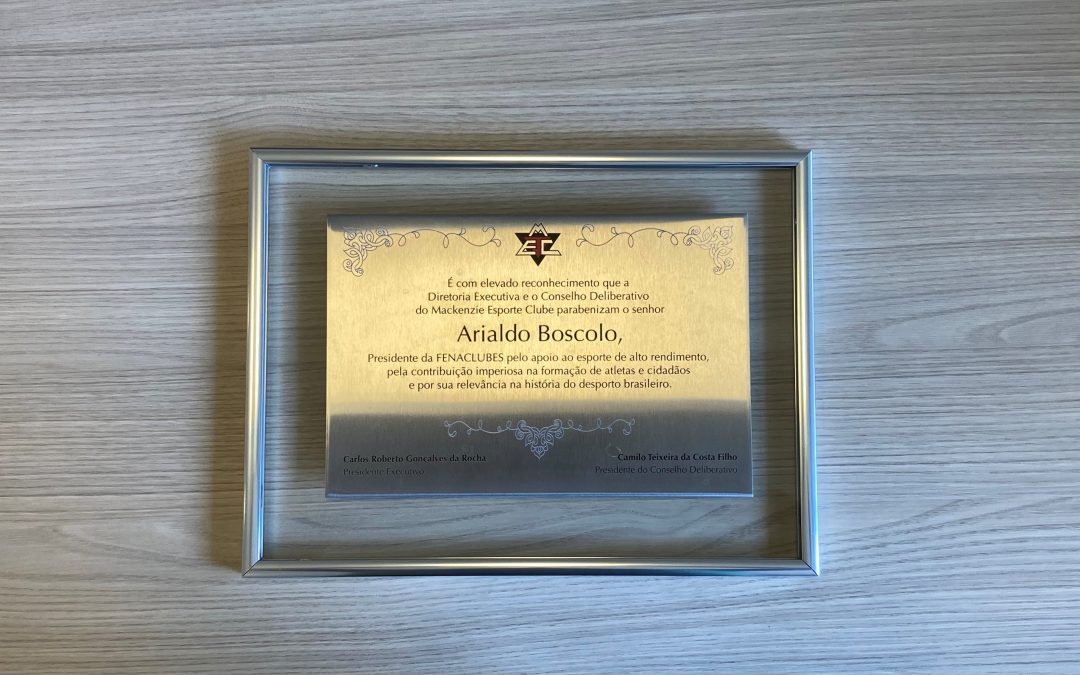 MTC
É com elevado reconhecimento que a
Diretoria Executiva e o Conselho Deliberativo
do Mackenzie Esporte Clube parabenizam o senhor
Arialdo Boscolo,
Presidente da FENACLUBES pelo apoio ao esporte de alto rendimento,
pela contribuição imperiosa na formação de atletas e cidadãos
e por sua relevância na história do desporto brasileiro.
Carlos Roberto Gonçalves da Rocha
Presidente Executivo
Camilo Teixeira da Costa Filho
Presidente do Conselho Deliberativo